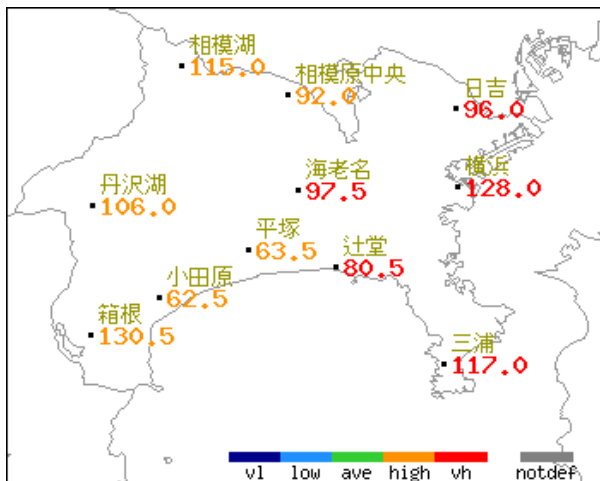 相模湖
115.0
相模原中央
92.0
日吉
96.0
丹沢湖
106.0
海老名
97.5
横浜
128.0
平塚
63.5
辻堂
80.5
小田原
62.5
箱根
130.5
三浦
117.0
vl low ave high vh notdef